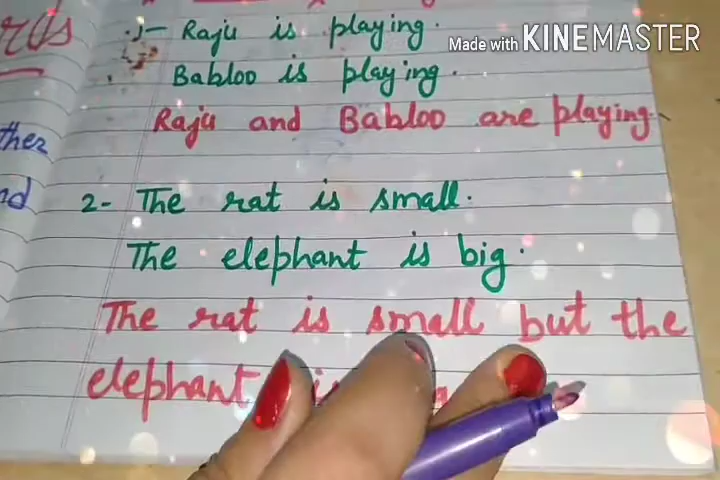 rds
1- Raju is playing.
Babloo is playing.
Raju and Babloo are playing.
ther
nd
2- The rat is small.
The elephant is big.
The rat is small but the
elephant is
Made with KINEMASTER